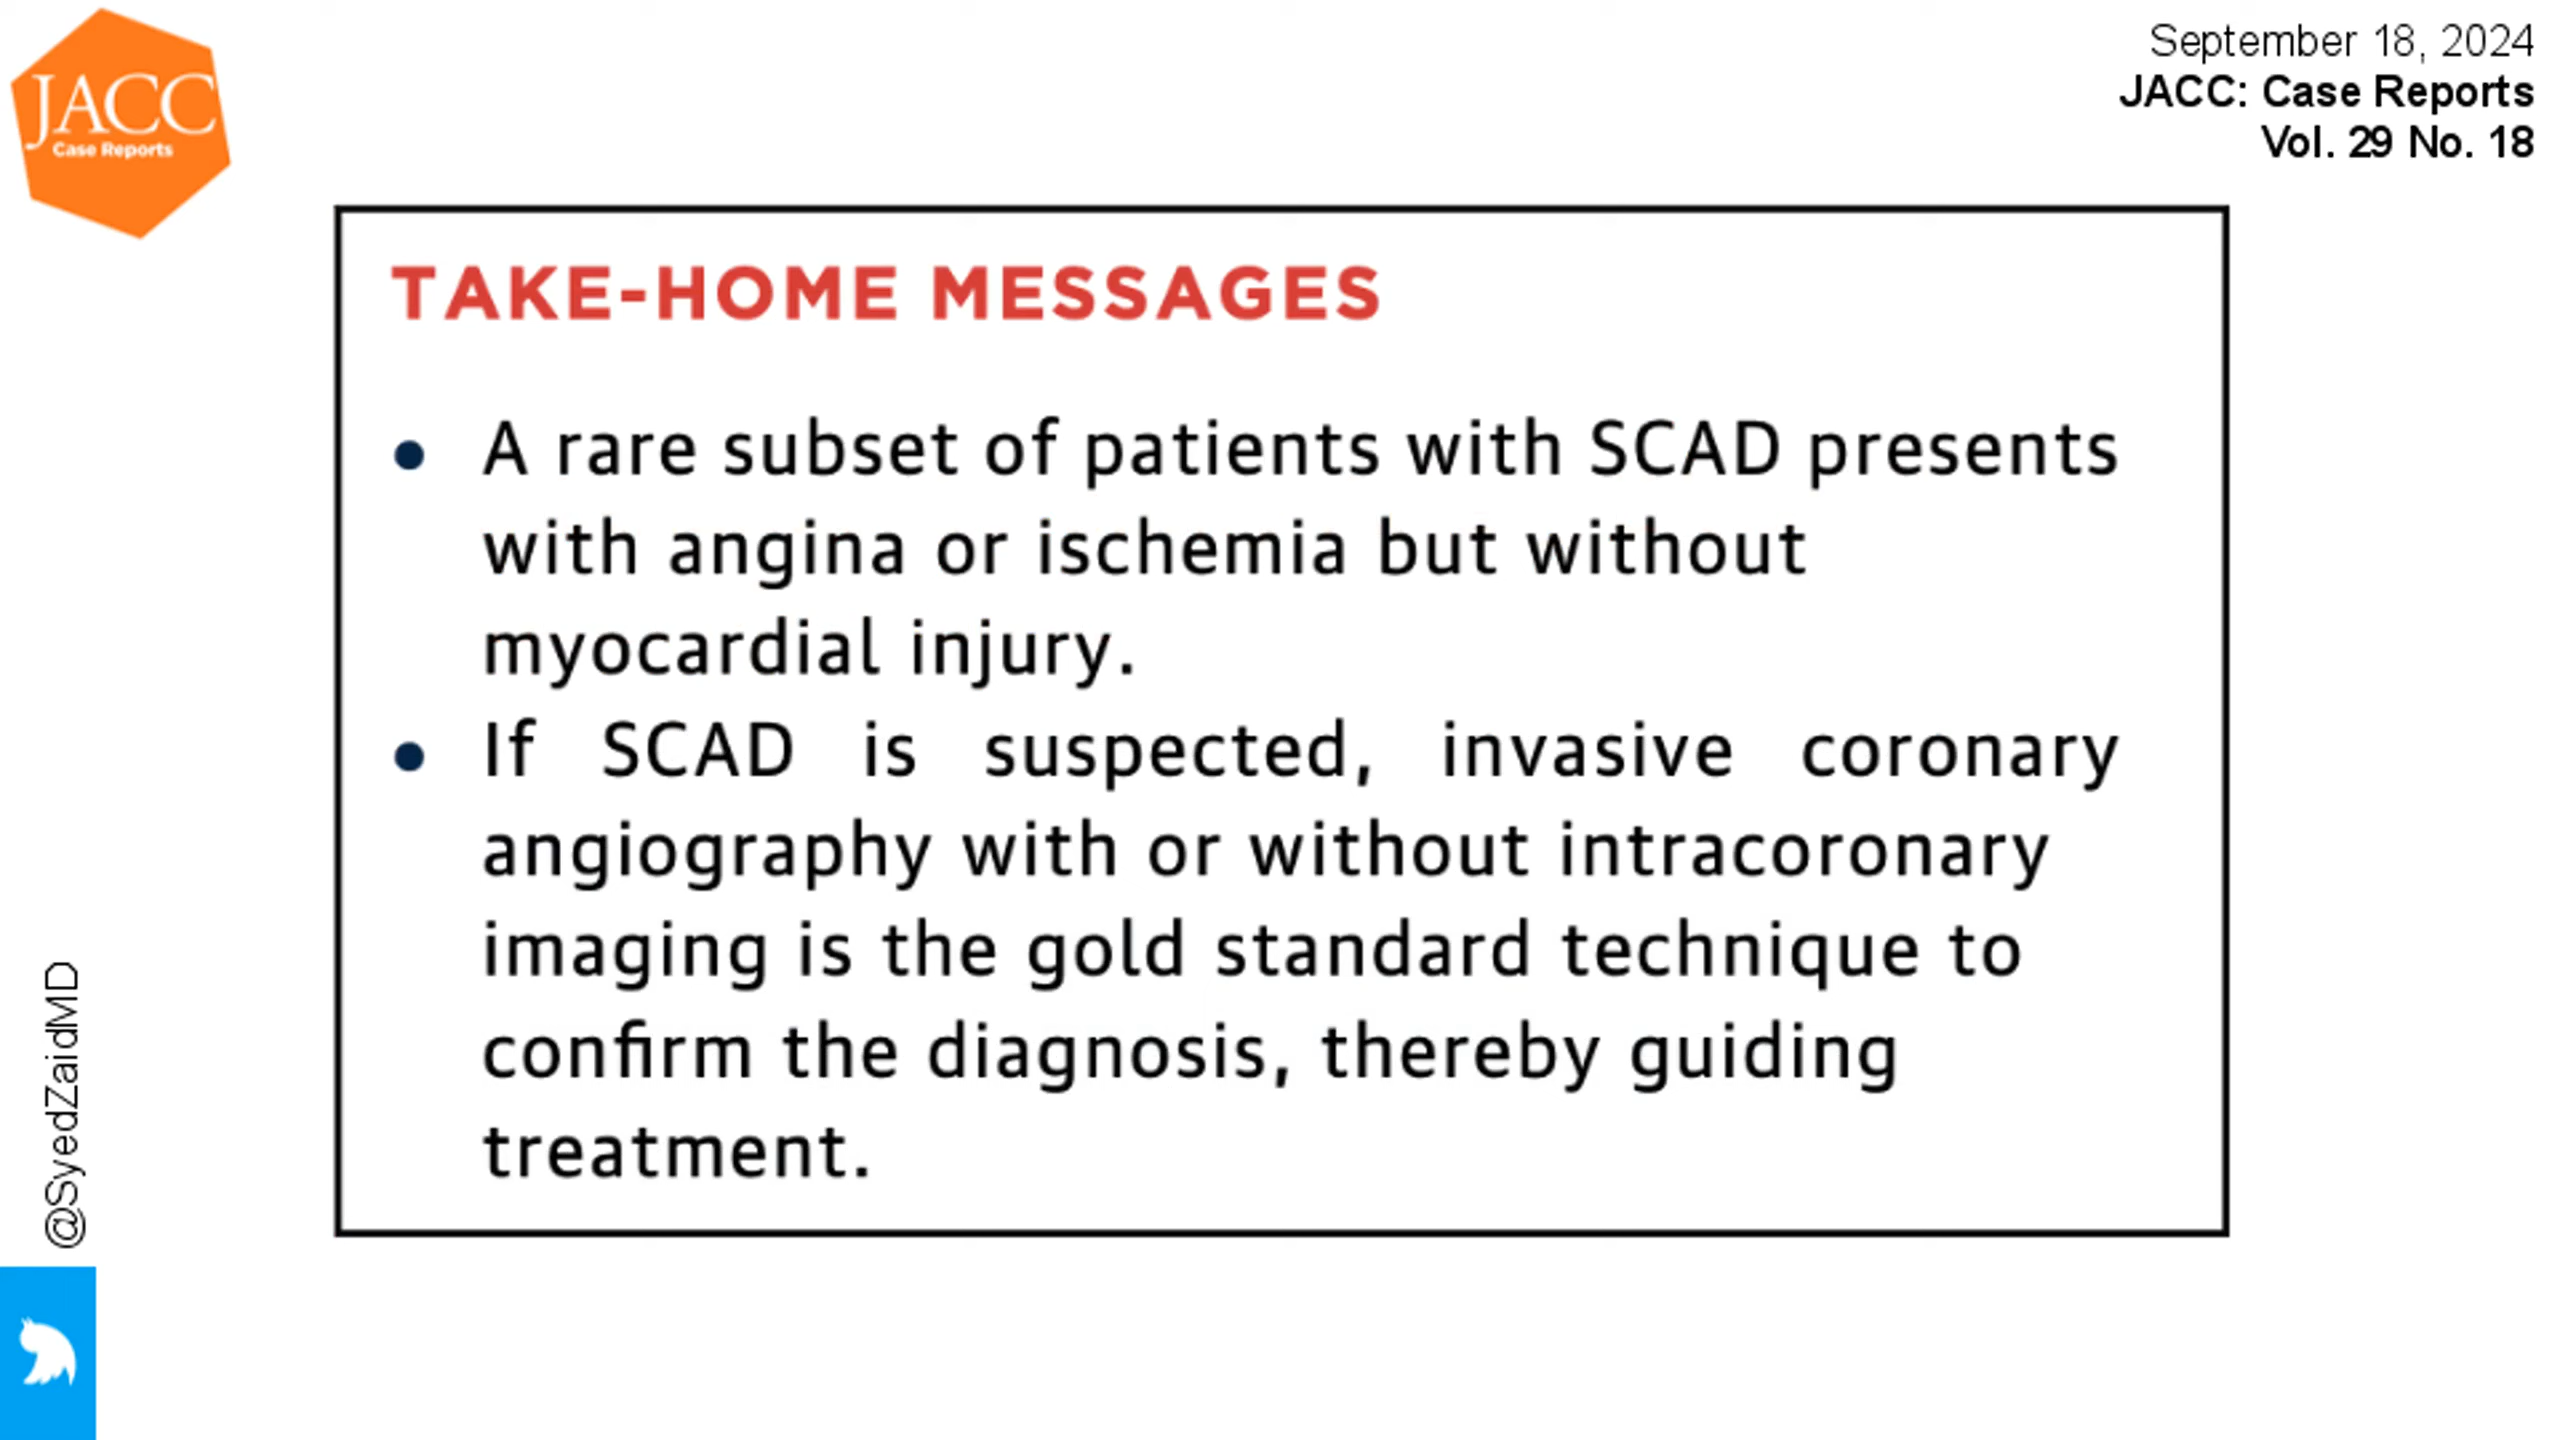 JACC
Case Reports
September 18, 2024
JACC: Case Reports
Vol. 29 No. 18
TAKE-HOME MESSAGES
• A rare subset of patients with SCAD presents
with angina or ischemia but without
myocardial injury.
• If SCAD is suspected, invasive coronary
angiography with or without intracoronary
imaging is the gold standard technique to
confirm the diagnosis, thereby guiding
treatment.
@SyedZaidMD